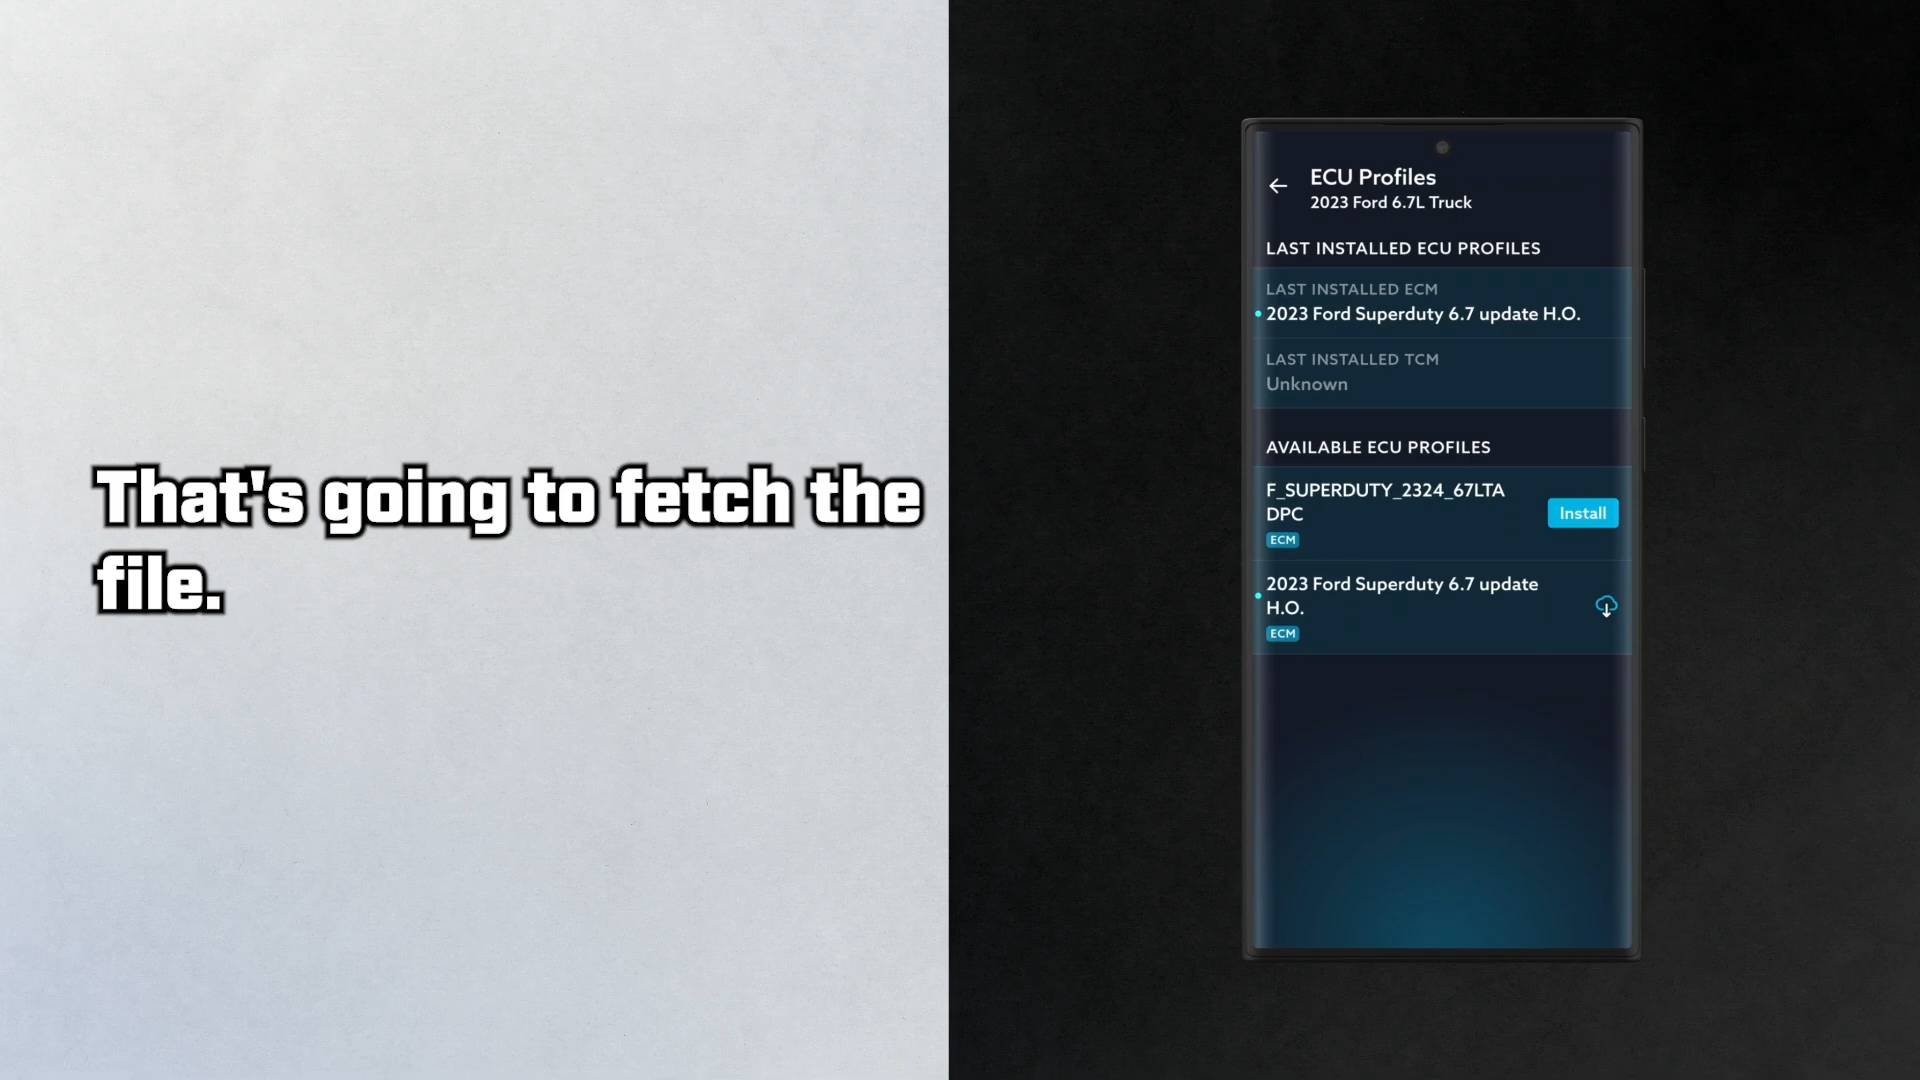 That's going to fetch the
file.
ECU Profiles
2023 Ford 6.7L Truck
LAST INSTALLED ECU PROFILES
LAST INSTALLED ECM
2023 Ford Superduty 6.7 update H.O.
LAST INSTALLED TCM
Unknown
AVAILABLE ECU PROFILES
F_SUPERDUTY_2324_67LTA
DPC
Install
ECM
2023 Ford Superduty 6.7 update
H.O.
ECM